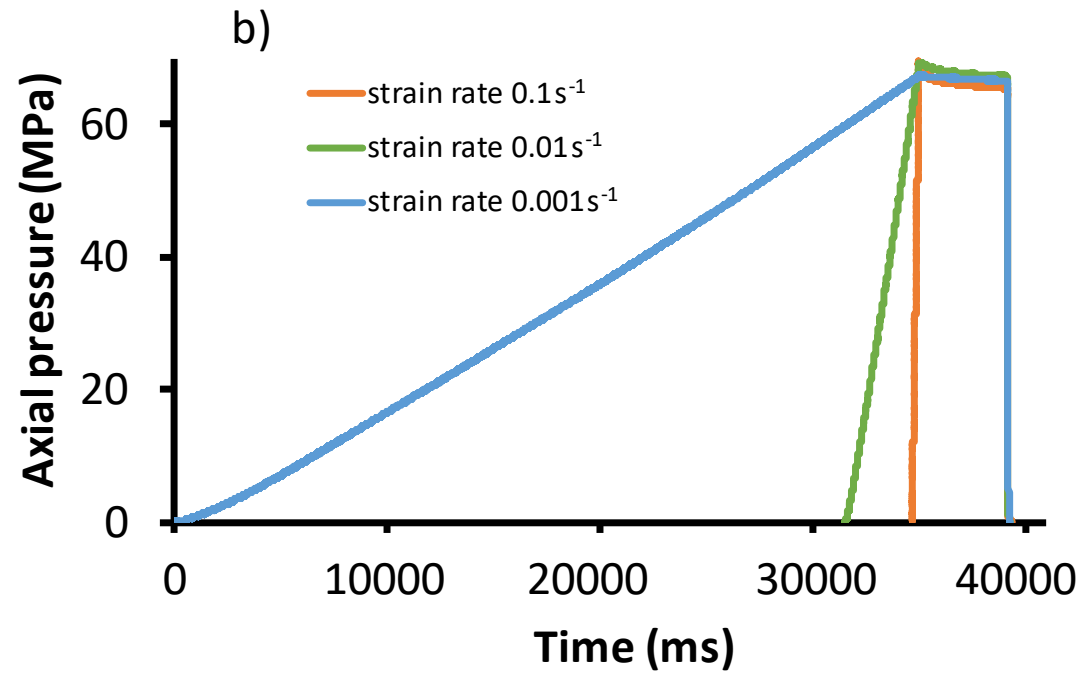 b)
strain rate 0.1s⁻¹
strain rate 0.01s⁻¹
strain rate 0.001s⁻¹
Axial pressure (MPa)
60
40
20
0
0 10000 20000 30000 40000
Time (ms)